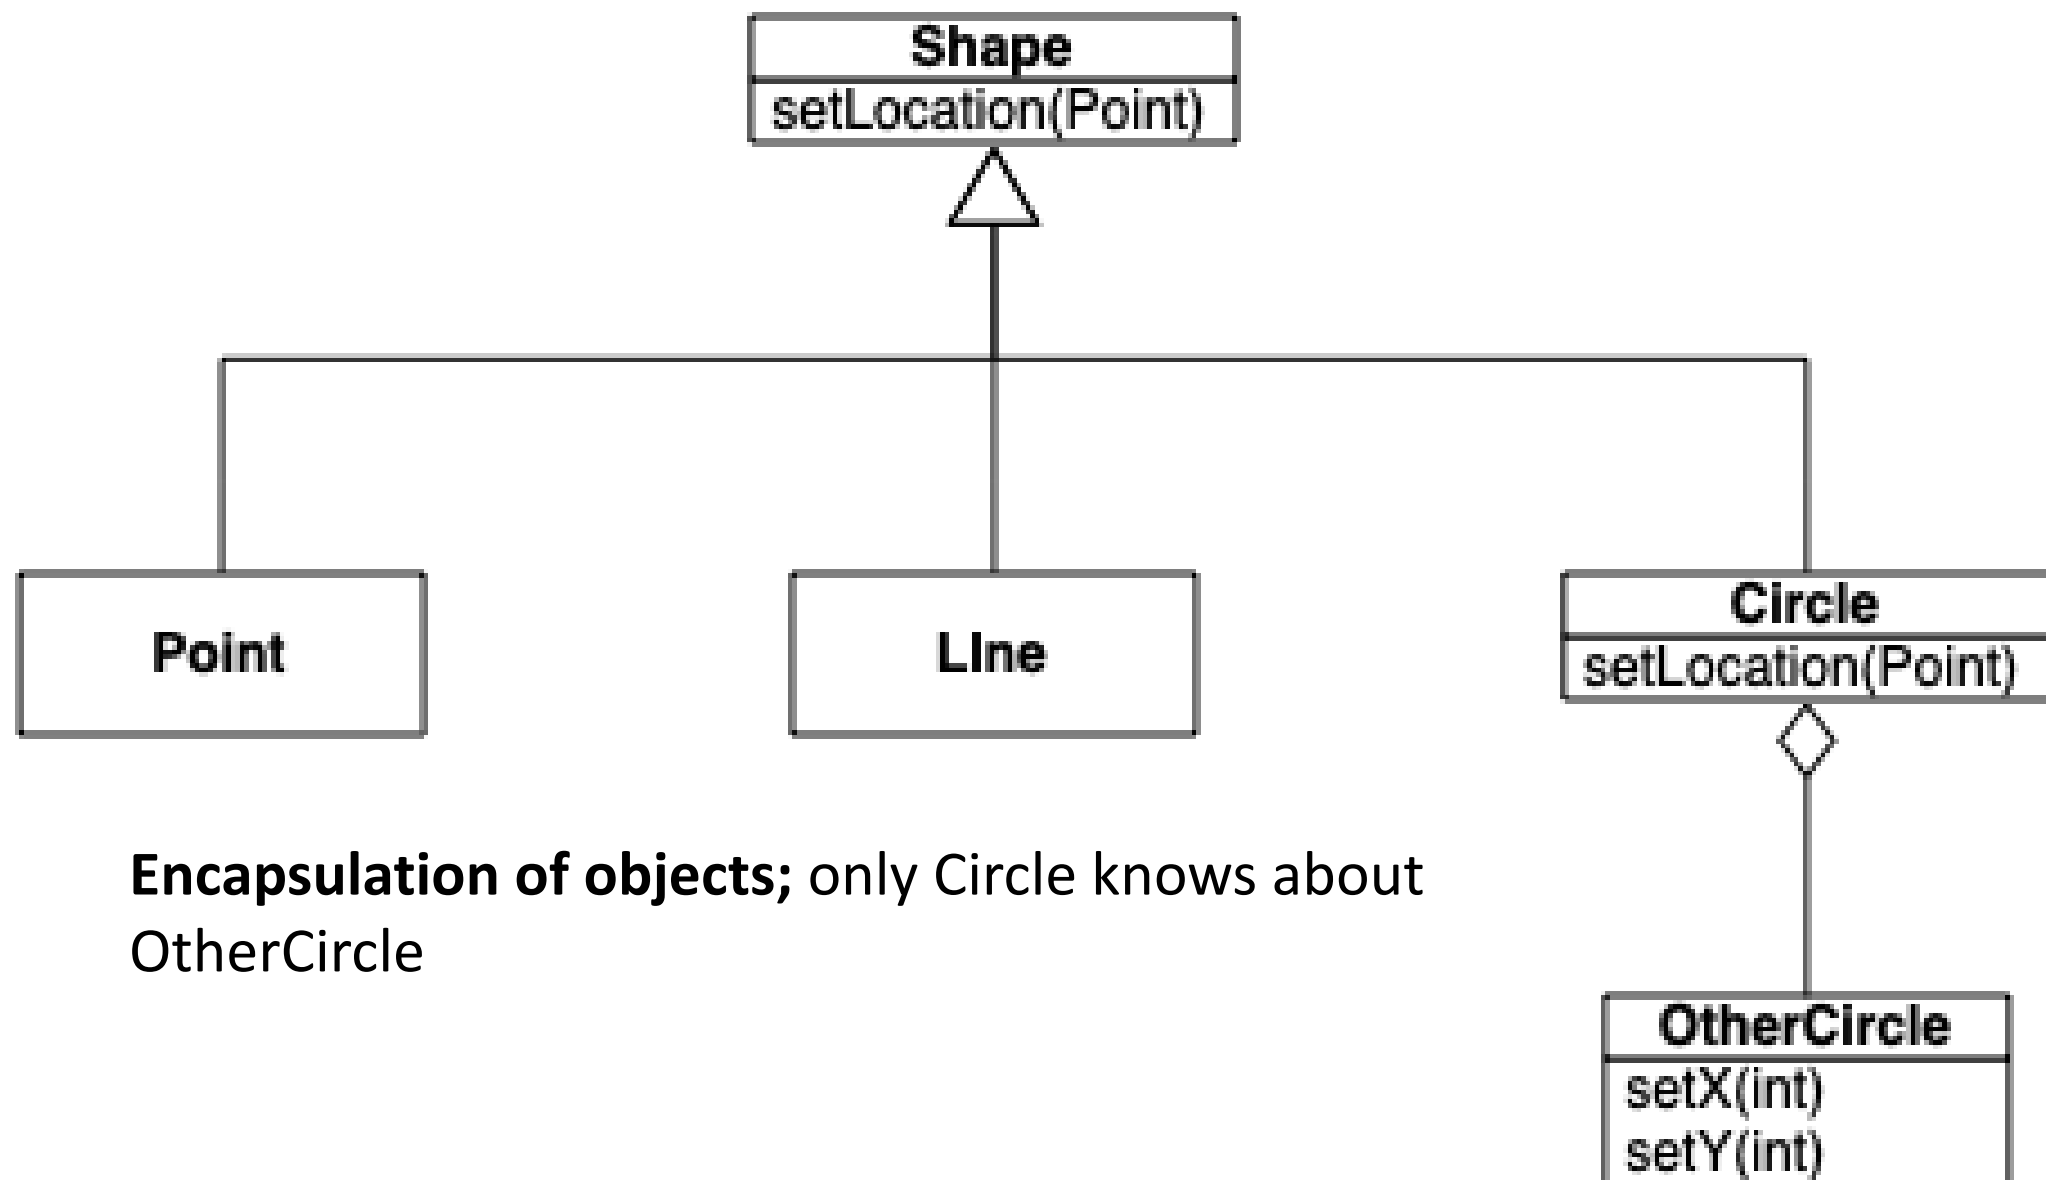 Shape
setLocation(Point)
Point
LIne
Circle
setLocation(Point)
Encapsulation of objects; only Circle knows about
OtherCircle
OtherCircle
setX(int)
setY(int)